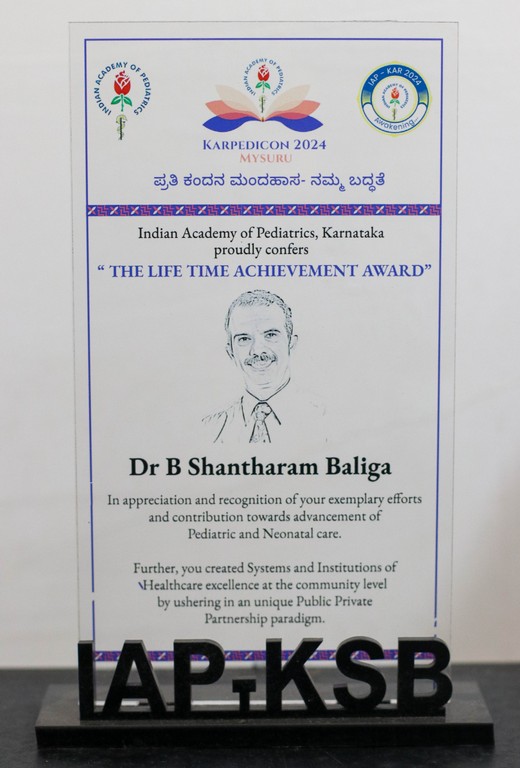 INDIAN ACADEMY OF PEDIATRICS
INDIAN ACADEMY OF PEDIATRICS
IAP - KAR 2024
Awakening...
KARPEDICON 2024
MYSURU
ಪ್ರತಿ ಕಂದನ ಮಂದಹಾಸ- ನಮ್ಮ ಬದ್ಧತೆ
Indian Academy of Pediatrics, Karnataka
proudly confers
“ THE LIFE TIME ACHIEVEMENT AWARD”
Dr B Shantharam Baliga
In appreciation and recognition of your exemplary efforts
and contribution towards advancement of
Pediatric and Neonatal care.
Further, you created Systems and Institutions of
Healthcare excellence at the community level
by ushering in an unique Public Private
Partnership paradigm.
IAP-KSB